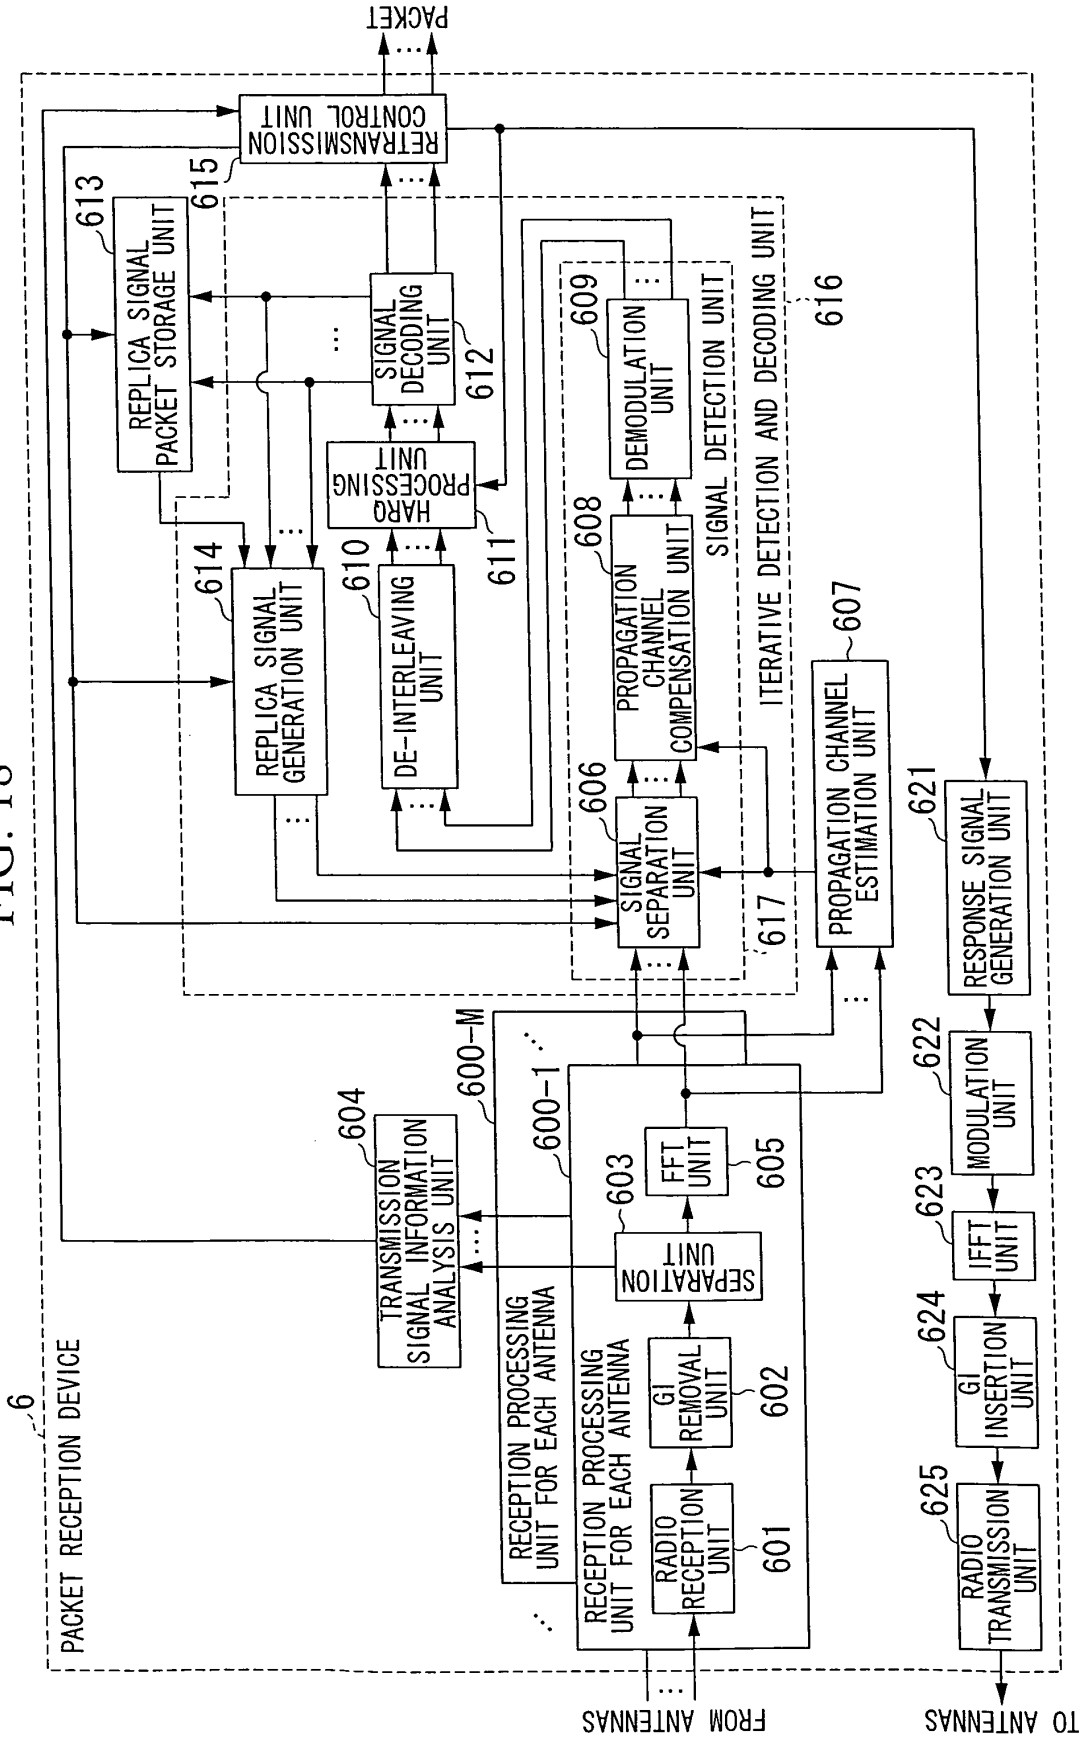 FIG. 18
6
PACKET RECEPTION DEVICE
FROM ANTENNAS
RECEPTION PROCESSING
UNIT FOR EACH ANTENNA
600-M
RECEPTION PROCESSING
UNIT FOR EACH ANTENNA
600-1
RADIO
RECEPTION
UNIT
601
GI
REMOVAL
UNIT
602
SEPARATION
UNIT
603
FFT
UNIT
605
TRANSMISSION
SIGNAL INFORMATION
ANALYSIS UNIT
604
SIGNAL
SEPARATION
UNIT
606
PROPAGATION
CHANNEL
COMPENSATION UNIT
608
DEMODULATION
UNIT
609
SIGNAL DETECTION UNIT
617
ITERATIVE DETECTION AND DECODING UNIT
616
PROPAGATION CHANNEL
ESTIMATION UNIT
607
DE-INTERLEAVING
UNIT
610
HARQ
PROCESSING
UNIT
611
SIGNAL
DECODING
UNIT
612
REPLICA SIGNAL
PACKET STORAGE UNIT
613
REPLICA SIGNAL
GENERATION UNIT
614
RETRANSMISSION
CONTROL UNIT
615
PACKET
RESPONSE SIGNAL
GENERATION UNIT
621
MODULATION
UNIT
622
IFFT
UNIT
623
GI
INSERTION
UNIT
624
RADIO
TRANSMISSION
UNIT
625
TO ANTENNAS